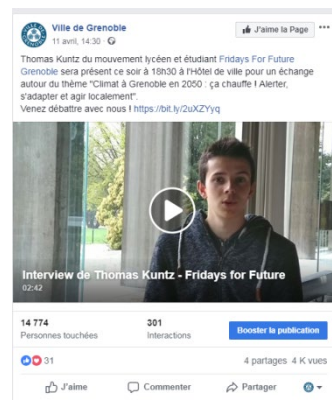 Ville de Grenoble
J'aime la Page
11 avril, 14:30
Thomas Kuntz du mouvement lycéen et étudiant Fridays For Future
Grenoble sera présent ce soir à 18h30 à l'Hôtel de ville pour un échange
autour du thème "Climat à Grenoble en 2050 : ça chauffe ! Alerter,
s'adapter et agir localement".
Venez débattre avec nous ! https://bit.ly/2uXZYyq
Interview de Thomas Kuntz - Fridays for Future
02:42
14 774
301
Booster la publication
Personnes touchées
Interactions
31
4 partages 4 K vues
J'aime
Commenter
Partager